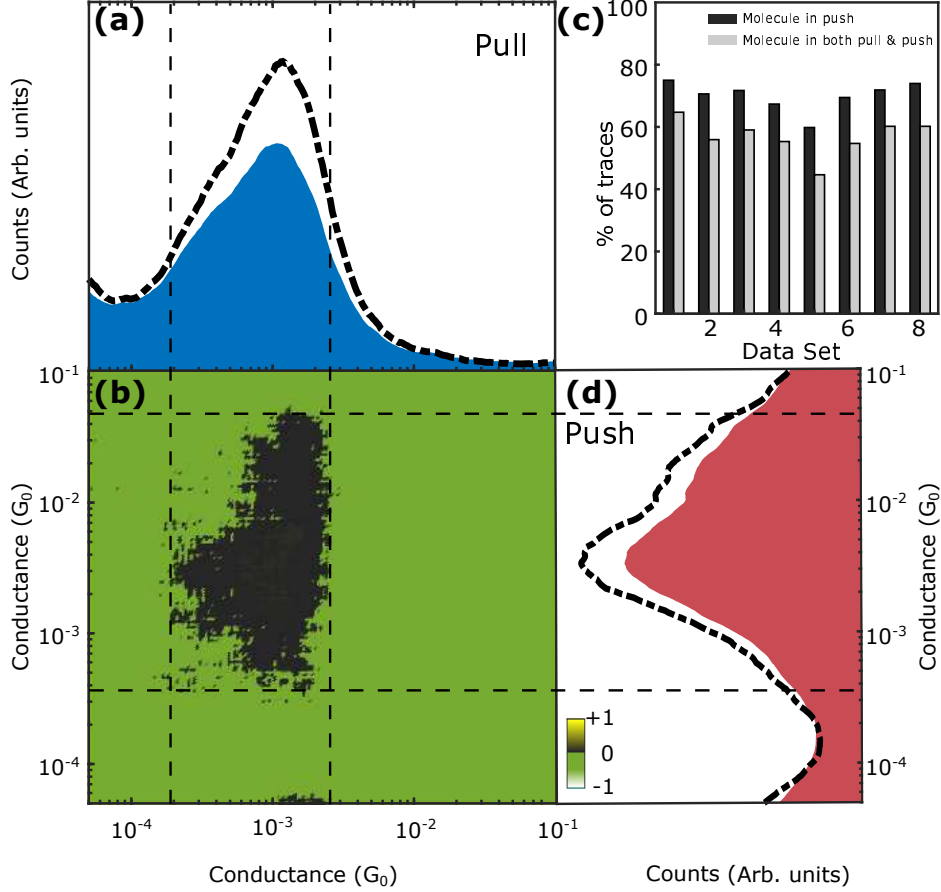 (a)
Pull
Counts (Arb. units)
(c)
100
80
60
40
20
0
% of traces
Molecule in push
Molecule in both pull & push
2
4
6
8
Data Set
(b)
10⁻¹
10⁻²
10⁻³
10⁻⁴
Conductance (G₀)
+1
0
-1
10⁻⁴
10⁻³
10⁻²
10⁻¹
Conductance (G₀)
(d)
Push
10⁻¹
10⁻²
10⁻³
10⁻⁴
Conductance (G₀)
Counts (Arb. units)